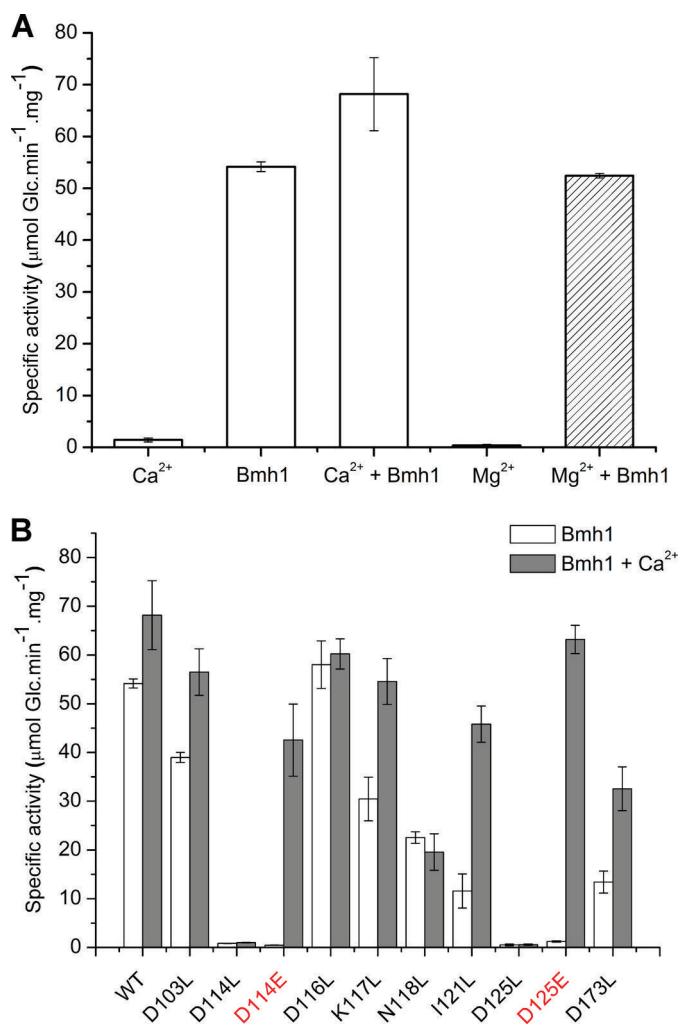 A
Specific activity (μmol Glc.min⁻¹.mg⁻¹)
80
70
60
50
40
30
20
10
0
Ca²⁺ Bmh1 Ca²⁺ + Bmh1 Mg²⁺ Mg²⁺ + Bmh1
B
Specific activity (μmol Glc.min⁻¹.mg⁻¹)
Bmh1
Bmh1 + Ca²⁺
80
70
60
50
40
30
20
10
0
WT D103L D114L D114E D116L K117L N118L I121L D125L D125E D173L